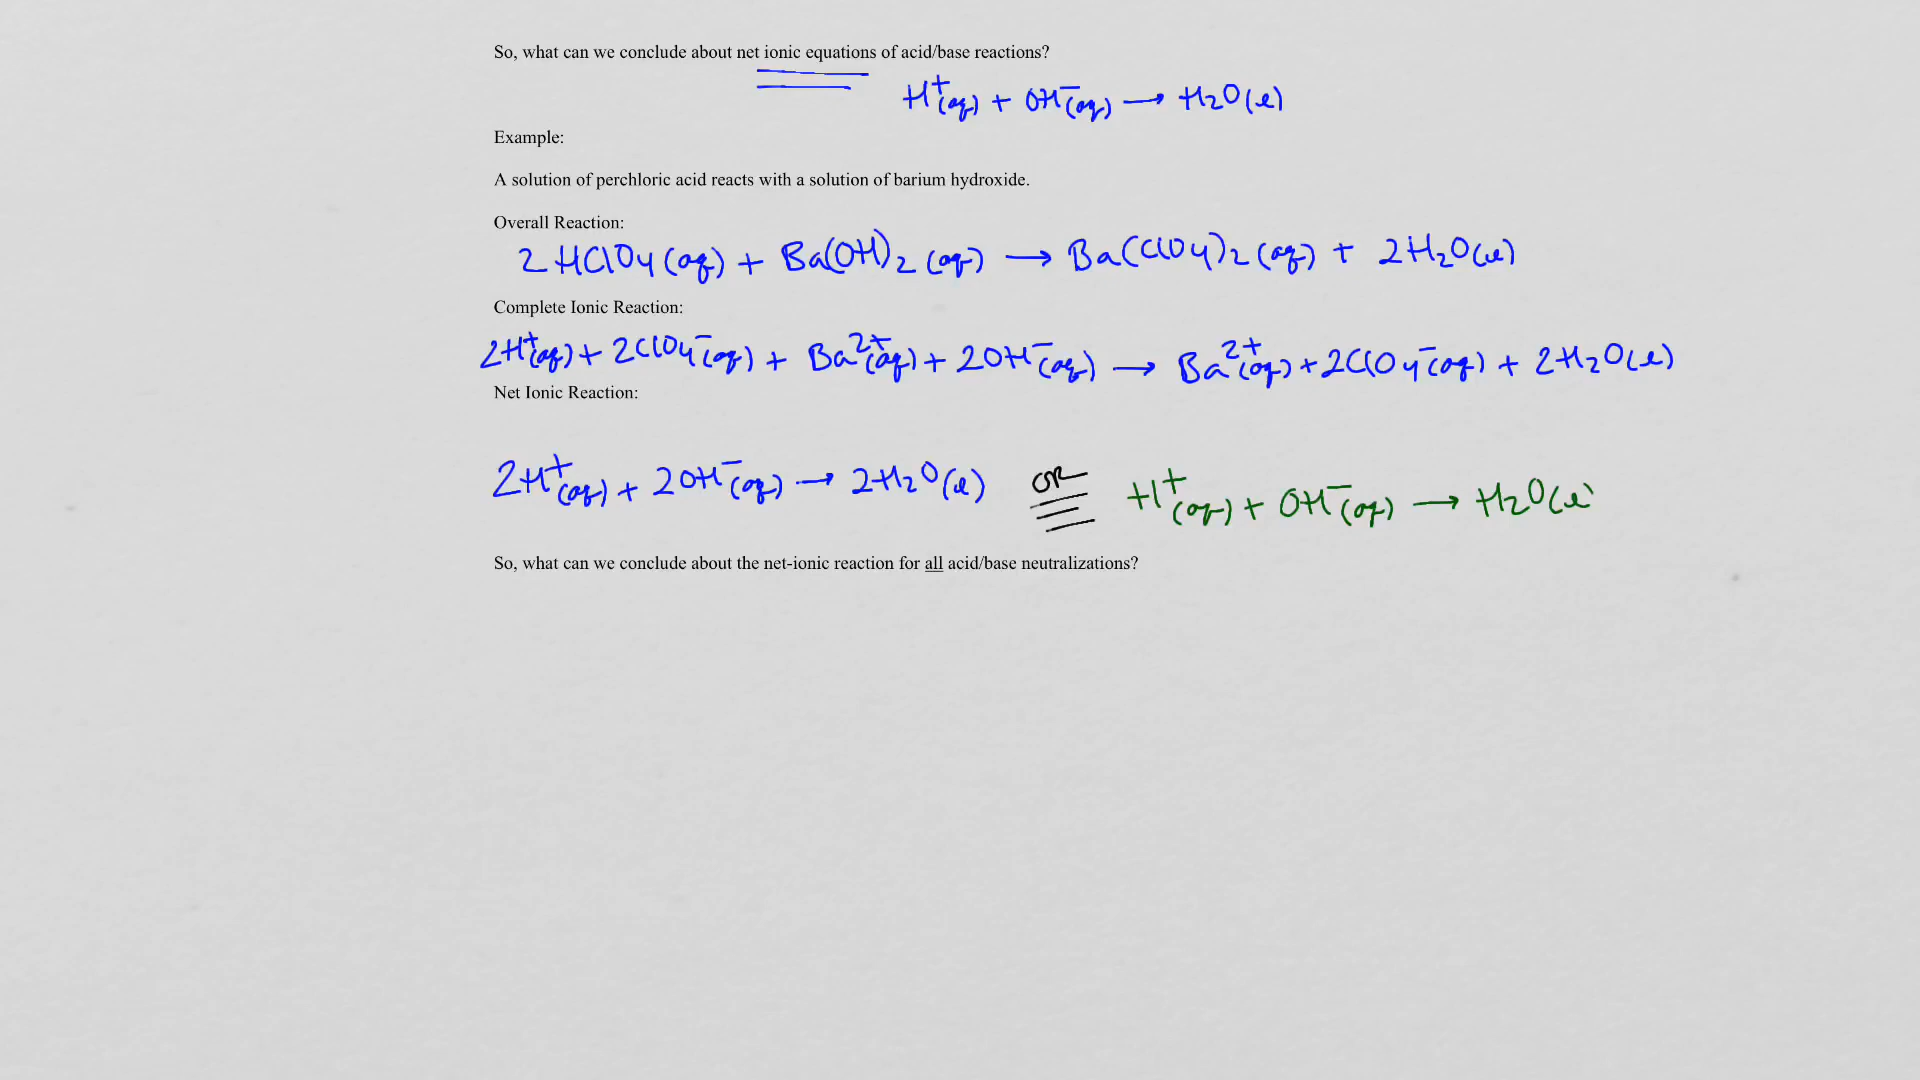 So, what can we conclude about net ionic equations of acid/base reactions?
H⁺(aq) + OH⁻(aq) → H₂O(l)
Example:
A solution of perchloric acid reacts with a solution of barium hydroxide.
Overall Reaction:
2 HClO₄(aq) + Ba(OH)₂(aq) → Ba(ClO₄)₂(aq) + 2H₂O(l)
Complete Ionic Reaction:
2H⁺(aq) + 2ClO₄⁻(aq) + Ba²⁺(aq) + 2OH⁻(aq) → Ba²⁺(aq) + 2ClO₄⁻(aq) + 2H₂O(l)
Net Ionic Reaction:
2H⁺(aq) + 2OH⁻(aq) → 2H₂O(l) OR H⁺(aq) + OH⁻(aq) → H₂O(l)
So, what can we conclude about the net-ionic reaction for all acid/base neutralizations?